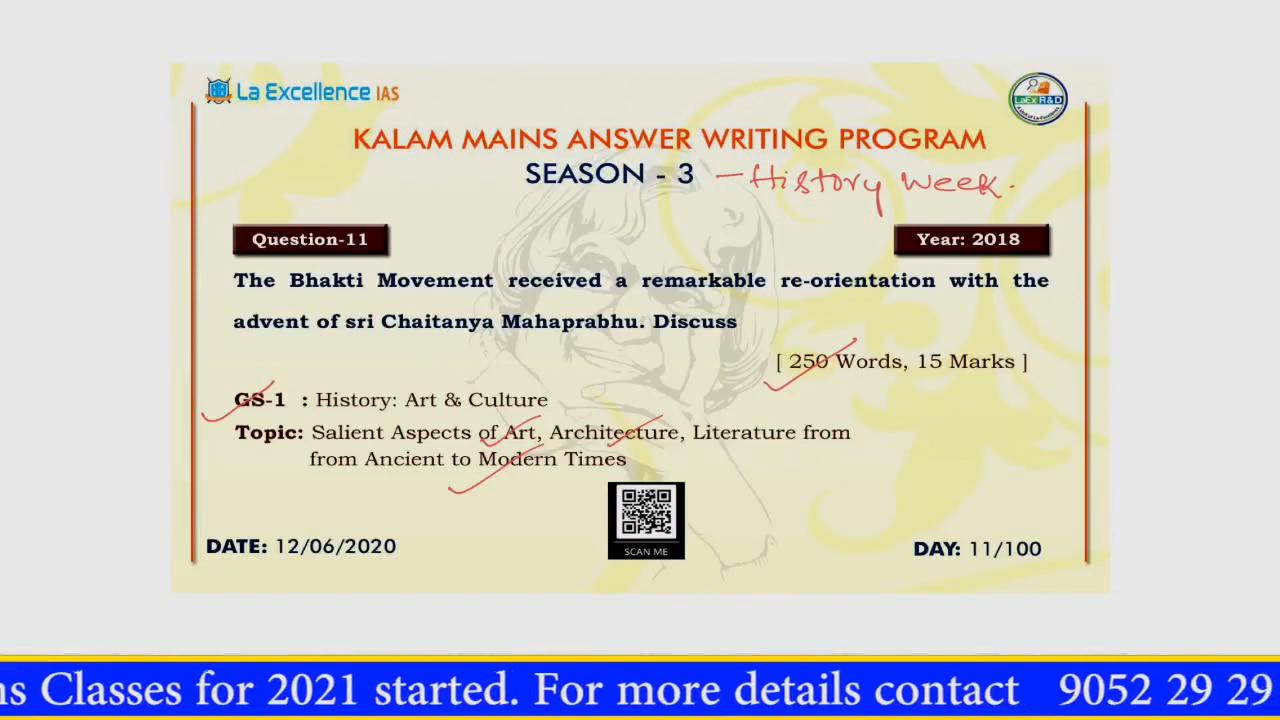 La Excellence IAS
LaEx R&D
KALAM MAINS ANSWER WRITING PROGRAM
SEASON - 3 - History Week.
Question-11
Year: 2018
The Bhakti Movement received a remarkable re-orientation with the
advent of sri Chaitanya Mahaprabhu. Discuss
[ 250 Words, 15 Marks ]
GS-1 : History: Art & Culture
Topic: Salient Aspects of Art, Architecture, Literature from
from Ancient to Modern Times
SCAN ME
DATE: 12/06/2020
DAY: 11/100
ns Classes for 2021 started. For more details contact 9052 29 29